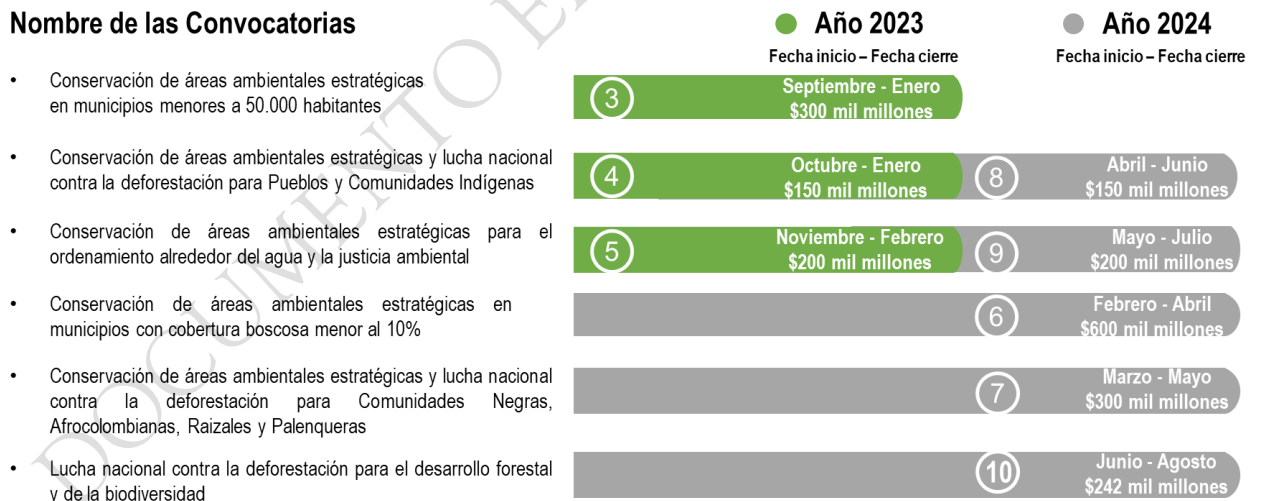 Nombre de las Convocatorias
Año 2023
Año 2024
Fecha inicio – Fecha cierre
Fecha inicio – Fecha cierre
• Conservación de áreas ambientales estratégicas
en municipios menores a 50.000 habitantes
3
Septiembre - Enero
$300 mil millones
• Conservación de áreas ambientales estratégicas y lucha nacional
contra la deforestación para Pueblos y Comunidades Indígenas
4
Octubre - Enero
$150 mil millones
8
Abril - Junio
$150 mil millones
• Conservación de áreas ambientales estratégicas para el
ordenamiento alrededor del agua y la justicia ambiental
5
Noviembre - Febrero
$200 mil millones
9
Mayo - Julio
$200 mil millones
• Conservación de áreas ambientales estratégicas en
municipios con cobertura boscosa menor al 10%
6
Febrero - Abril
$600 mil millones
• Conservación de áreas ambientales estratégicas y lucha nacional
contra la deforestación para Comunidades Negras,
Afrocolombianas, Raizales y Palenqueras
7
Marzo - Mayo
$300 mil millones
• Lucha nacional contra la deforestación para el desarrollo forestal
y de la biodiversidad
10
Junio - Agosto
$242 mil millones
DOCUMENTO